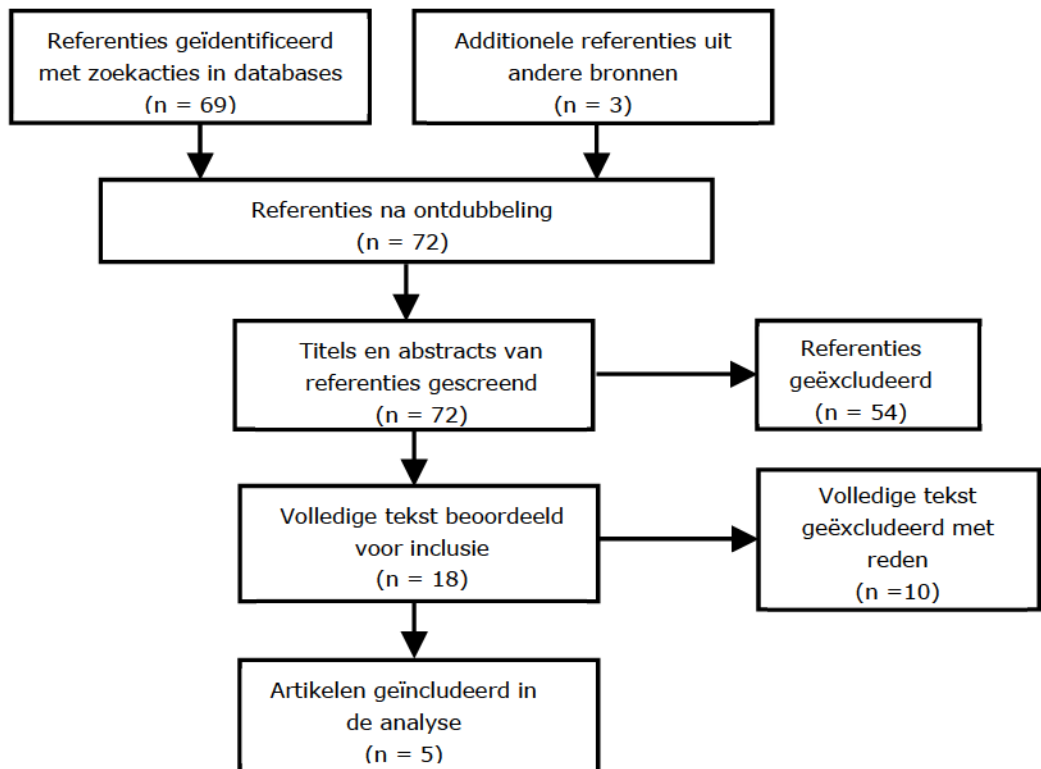 Referenties geïdentificeerd
met zoekacties in databases
(n = 69)
Additionele referenties uit
andere bronnen
(n = 3)
Referenties na ontdubbeling
(n = 72)
Titels en abstracts van
referenties gescreend
(n = 72)
Referenties
geëxcludeerd
(n = 54)
Volledige tekst beoordeeld
voor inclusie
(n = 18)
Volledige tekst
geëxcludeerd met
reden
(n =10)
Artikelen geïncludeerd in
de analyse
(n = 5)